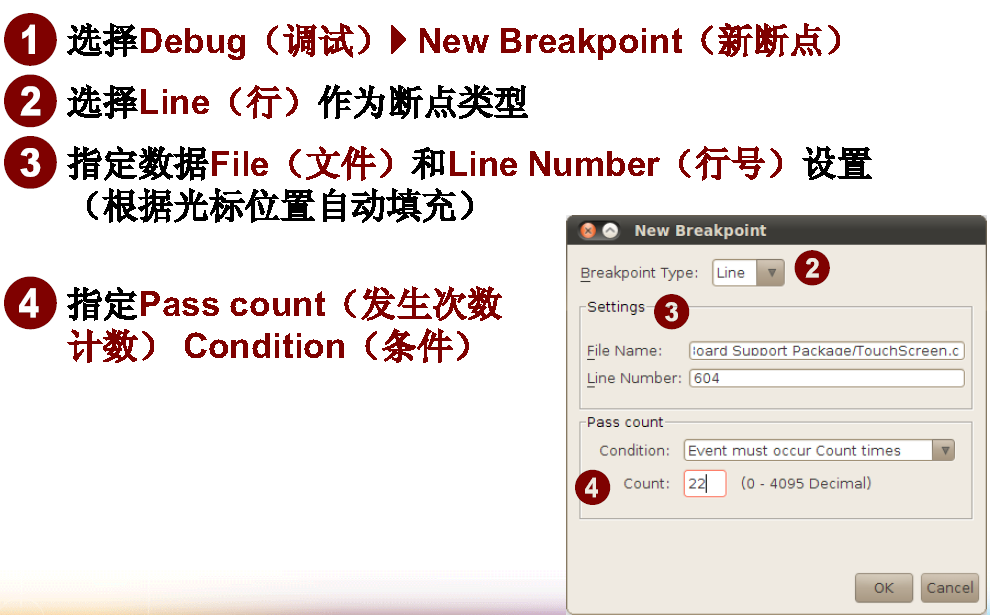 1 选择Debug（调试）▶ New Breakpoint（新断点）
2 选择Line（行）作为断点类型
3 指定数据File（文件）和Line Number（行号）设置
（根据光标位置自动填充）
4 指定Pass count（发生次数
计数） Condition（条件）
New Breakpoint
Breakpoint Type: Line 2
Settings 3
File Name: oard Support Package/TouchScreen.c
Line Number: 604
Pass count
Condition: Event must occur Count times
4 Count: 22 (0 - 4095 Decimal)
OK Cancel